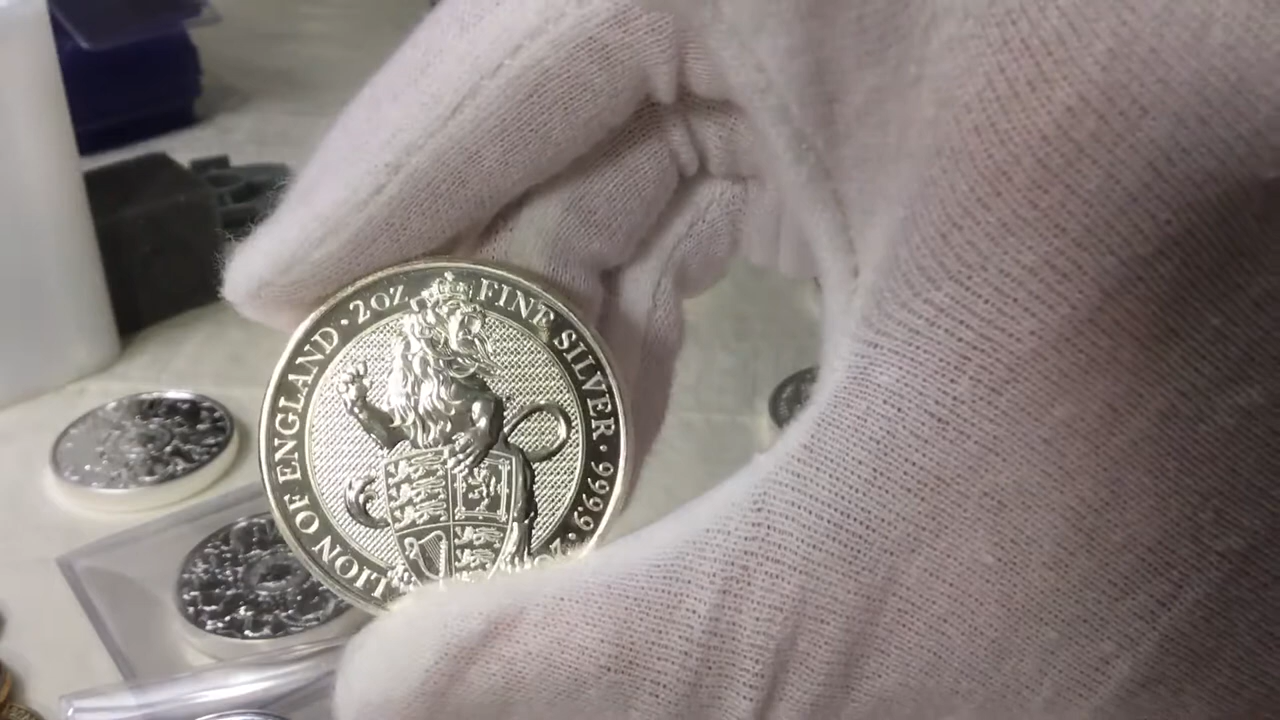 LION OF ENGLAND · 2OZ FINE SILVER · 999.9 ·